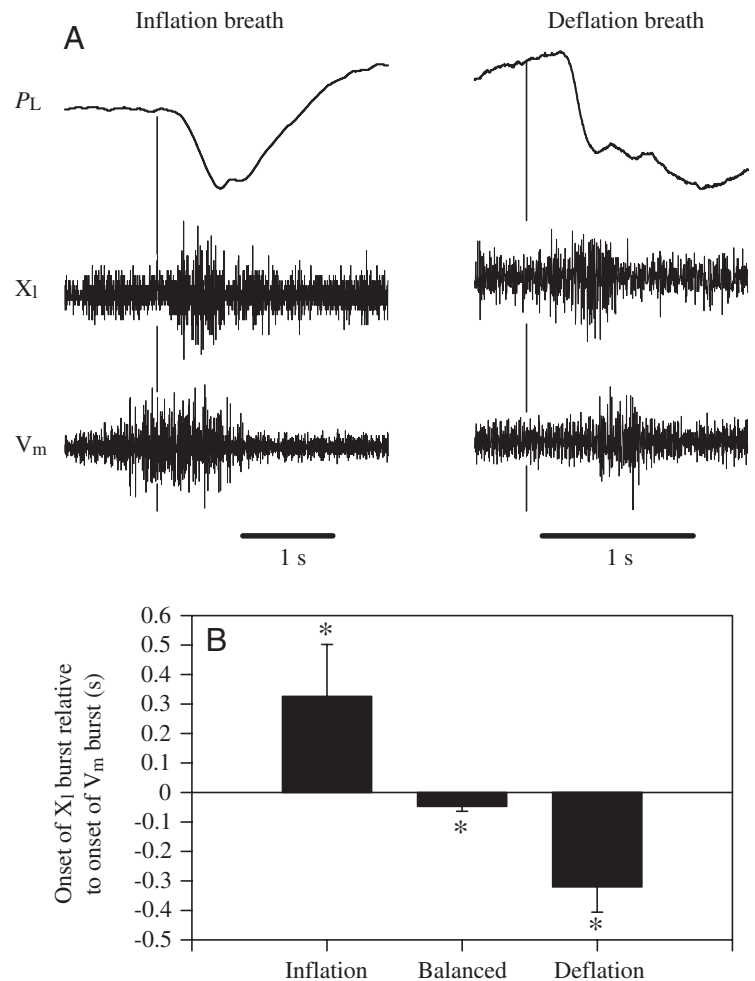 A
Inflation breath
Deflation breath
PL
Xl
Vm
1 s
1 s
B
Onset of Xl burst relative
to onset of Vm burst (s)
0.6
0.5
0.4
0.3
0.2
0.1
0
-0.1
-0.2
-0.3
-0.4
-0.5
*
*
*
Inflation
Balanced
Deflation